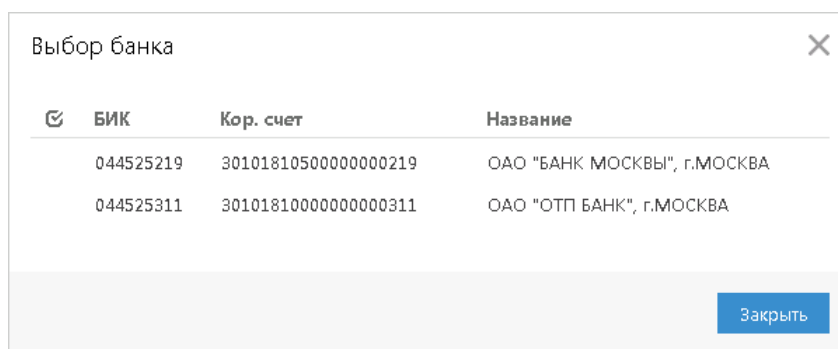 Выбор банка
БИК Кор. счет Название
044525219 30101810500000000219 ОАО "БАНК МОСКВЫ", г.МОСКВА
044525311 30101810000000000311 ОАО "ОТП БАНК", г.МОСКВА
Закрыть